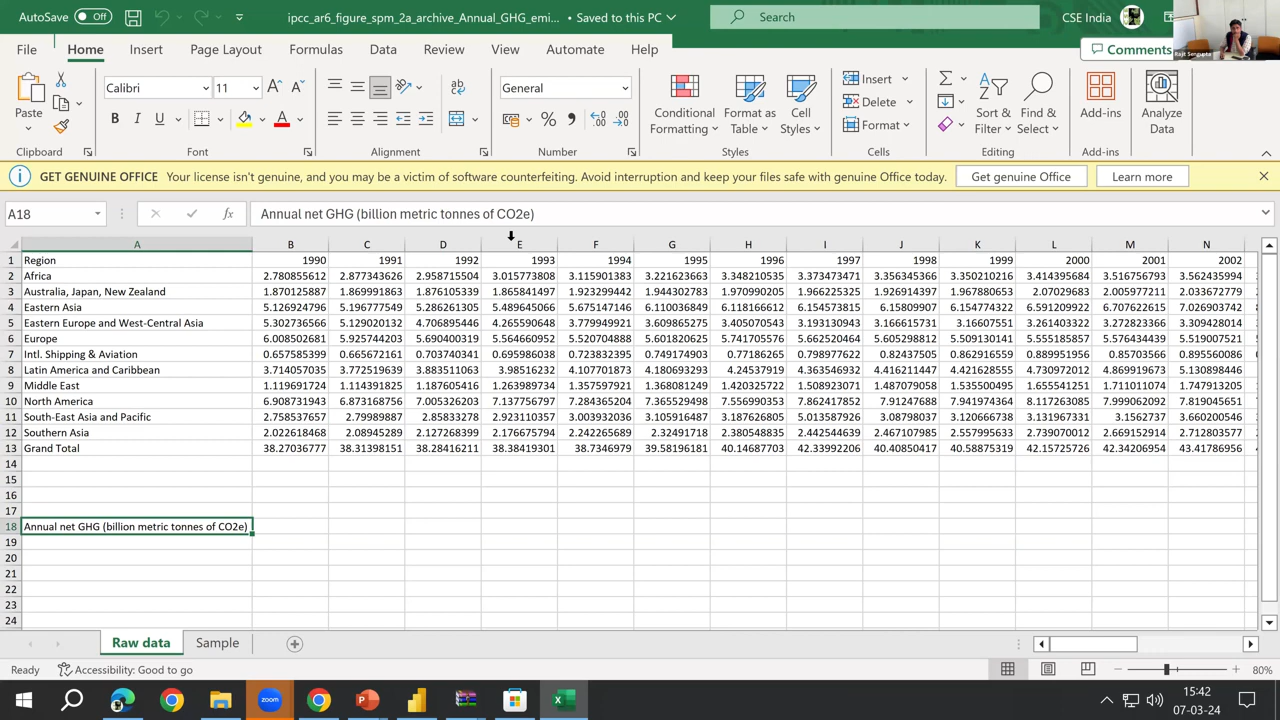 AutoSave Off ipcc_ar6_figure_spm_2a_archive_Annual_GHG_emi... • Saved to this PC Search CSE India
Rajit Sengupta
File Home Insert Page Layout Formulas Data Review View Automate Help Comments
Paste Calibri 11 General Conditional Formatting Format as Table Cell Styles Insert Delete Format Sort & Filter Find & Select Add-ins Analyze Data
Clipboard Font Alignment Number Styles Cells Editing Add-ins
GET GENUINE OFFICE Your license isn't genuine, and you may be a victim of software counterfeiting. Avoid interruption and keep your files safe with genuine Office today. Get genuine Office Learn more
A18 fx Annual net GHG (billion metric tonnes of CO2e)
A B C D E F G H I J K L M N
1 Region 1990 1991 1992 1993 1994 1995 1996 1997 1998 1999 2000 2001 2002
2 Africa 2.780855612 2.877343626 2.958715504 3.015773808 3.115901383 3.221623663 3.348210535 3.373473471 3.356345366 3.350210216 3.414395684 3.516756793 3.562435994
3 Australia, Japan, New Zealand 1.870125887 1.869991863 1.876105339 1.865841497 1.923299442 1.944302783 1.970990205 1.966225325 1.926914397 1.967880653 2.07029683 2.005977211 2.033672779
4 Eastern Asia 5.126924796 5.196777549 5.286261305 5.489645066 5.675147146 6.110036849 6.118166612 6.154573815 6.15809907 6.154774322 6.591209922 6.707622615 7.026903742
5 Eastern Europe and West-Central Asia 5.302736566 5.129020132 4.706895446 4.265590648 3.779949951 3.609865275 3.405070543 3.193130943 3.166615731 3.16607551 3.261403322 3.272823366 3.309428014
6 Europe 6.008502681 5.925744203 5.690400319 5.564660952 5.520704888 5.601820625 5.741705576 5.662520464 5.605298812 5.509130141 5.555185857 5.576434439 5.519007521
7 Intl. Shipping & Aviation 0.657585399 0.665672161 0.703740341 0.695986038 0.723832395 0.749174903 0.77186265 0.798977622 0.82437505 0.862916559 0.889951956 0.85703566 0.895560086
8 Latin America and Caribbean 3.714057035 3.772519639 3.883511063 3.98516232 4.107701873 4.180693293 4.24537919 4.363546932 4.416211447 4.421628555 4.730972012 4.869919673 5.130898446
9 Middle East 1.119691724 1.114391825 1.187605416 1.263989734 1.357597921 1.368081249 1.420325722 1.508923071 1.487079058 1.535500495 1.655541251 1.711011074 1.747913205
10 North America 6.908731943 6.873168756 7.005326203 7.137756797 7.284365204 7.372246868 7.556990353 7.862417852 7.91247688 7.941974364 8.117263085 7.999062092 7.819045651
11 South-East Asia and Pacific 2.758537657 2.79989887 2.85833278 2.923110357 3.003932036 3.105916487 3.187626805 5.013587926 3.08798037 3.120666738 3.131967331 3.1562737 3.660200546
12 Southern Asia 2.022618468 2.08945289 2.127268399 2.176675794 2.242265689 2.32491718 2.380548835 2.442544639 2.467107985 2.557995633 2.739070012 2.669152914 2.712803577
13 Grand Total 38.27036777 38.31398151 38.28416211 38.38419301 38.7346979 39.58196181 40.14687703 42.33992206 40.40850417 40.58875319 42.15725726 42.34206954 43.41786956
14
15
16
17
18 Annual net GHG (billion metric tonnes of CO2e)
19
20
21
22
23
24
Raw data Sample
Ready Accessibility: Good to go 80%
zoom 15:42
07-03-24